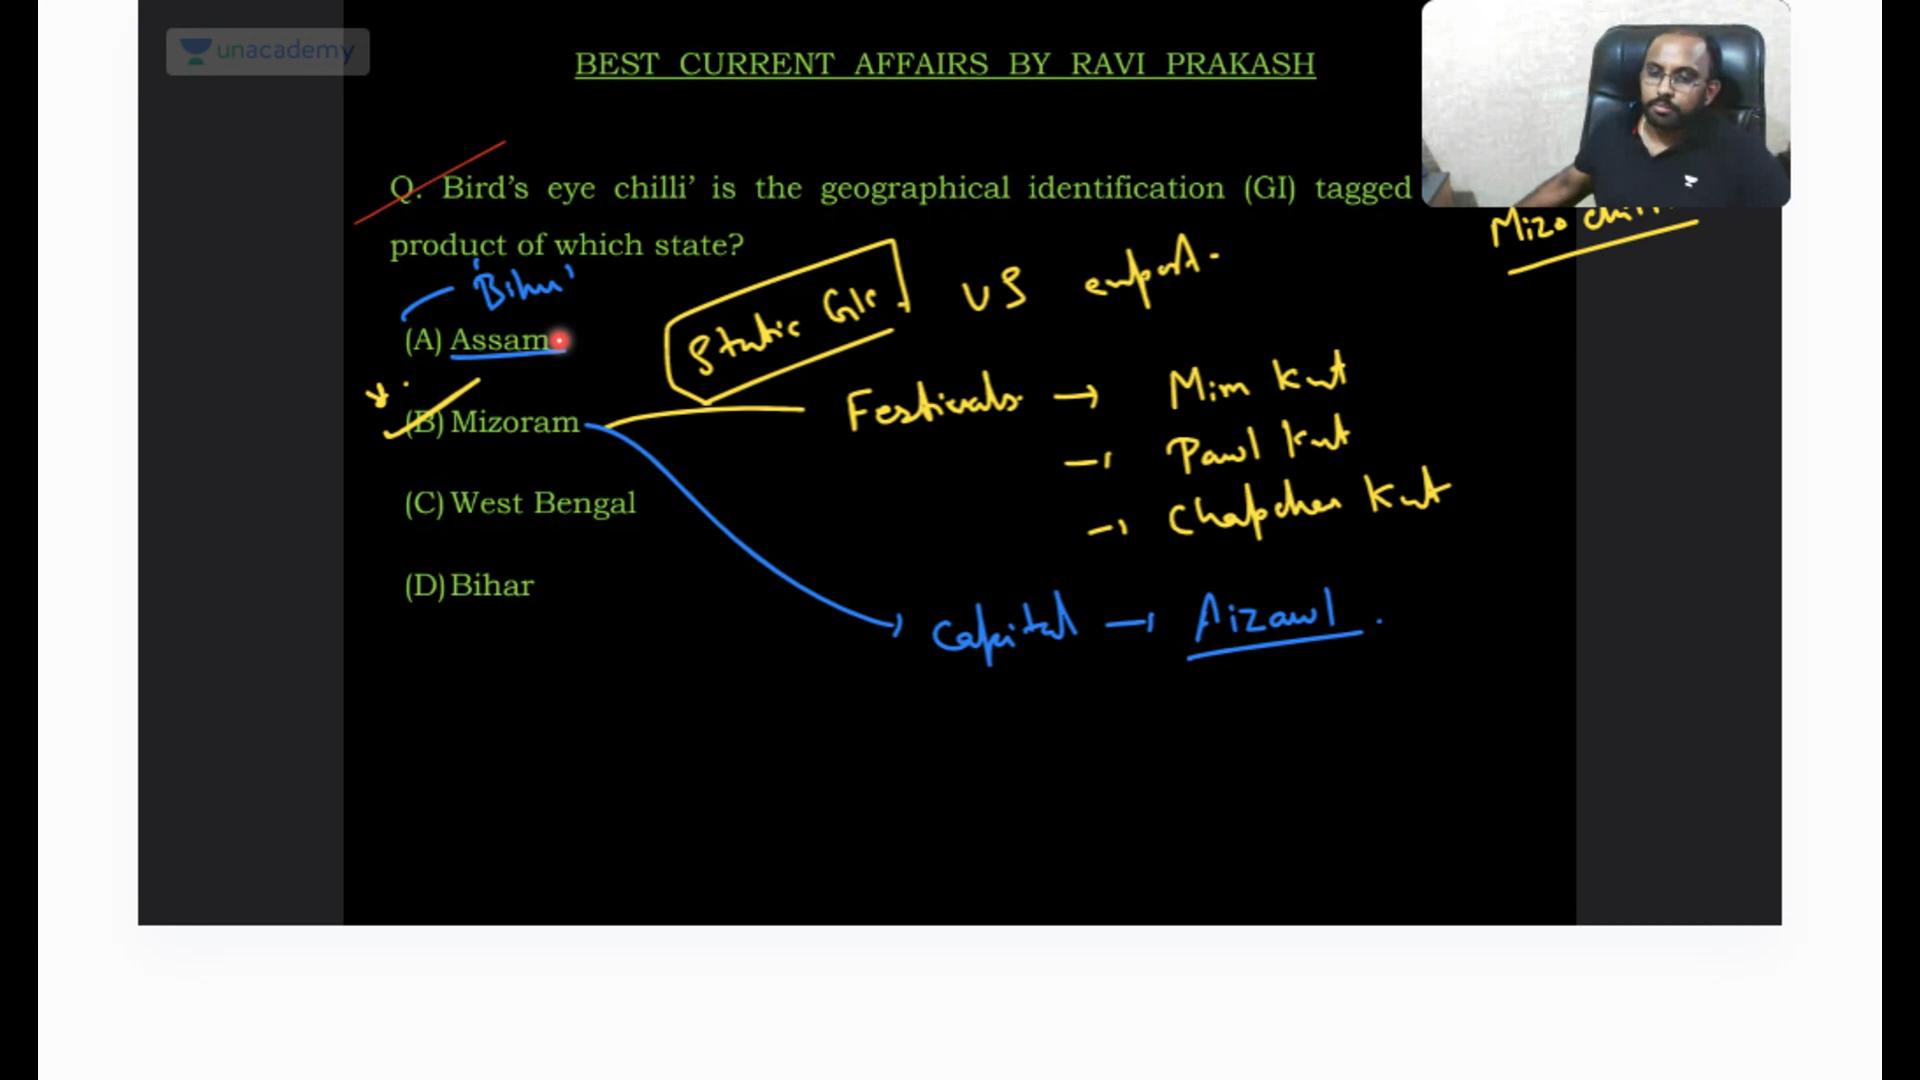 unacademy
BEST CURRENT AFFAIRS BY RAVI PRAKASH
Q. Bird's eye chilli' is the geographical identification (GI) tagged
Mizo
product of which state?
'Bihu'
Static GK
US export.
(A) Assam
Festivals → Mim Kut
(B) Mizoram
→ Pawl Kut
(C) West Bengal
→ Chapchar Kut
(D) Bihar
Capital → Aizawl.